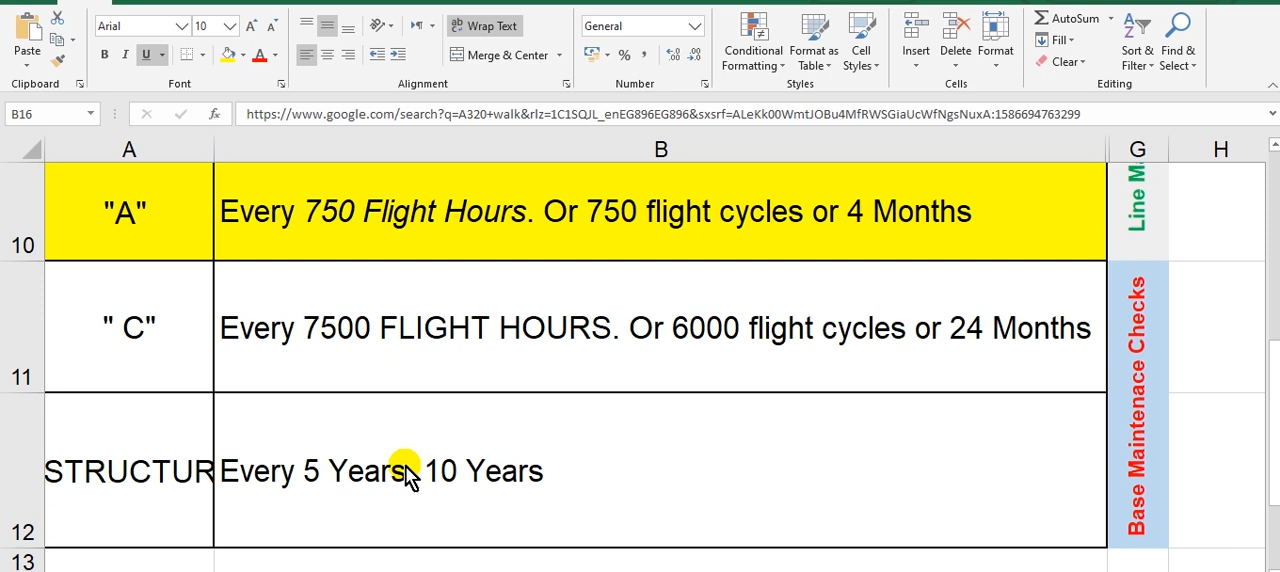 Paste
Clipboard
Arial
10
A
A
B
I
U
A
Font
ab Wrap Text
Merge & Center
Alignment
General
%
Number
Conditional Formatting
Format as Table
Cell Styles
Styles
Insert
Delete
Format
Cells
AutoSum
Fill
Clear
Sort & Filter
Find & Select
Editing
B16
fx
https://www.google.com/search?q=A320+walk&rlz=1C1SQJL_enEG896EG896&sxsrf=ALeKk00WmtJOBu4MfRWSGiaUcWfNgsNuxA:1586694763299
A
B
G
H
10
"A"
Every 750 Flight Hours. Or 750 flight cycles or 4 Months
Line M
11
" C"
Every 7500 FLIGHT HOURS. Or 6000 flight cycles or 24 Months
Base Maintenace Checks
12
STRUCTUR
Every 5 Years 10 Years
13